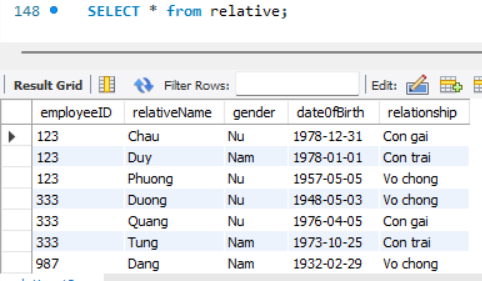 148 SELECT * from relative;
Result Grid Filter Rows: Edit:
employeeID relativeName gender dateOfBirth relationship
123 Chau Nu 1978-12-31 Con gai
123 Duy Nam 1978-01-01 Con trai
123 Phuong Nu 1957-05-05 Vo chong
333 Duong Nu 1948-05-03 Vo chong
333 Quang Nu 1976-04-05 Con gai
333 Tung Nam 1973-10-25 Con trai
987 Dang Nam 1932-02-29 Vo chong